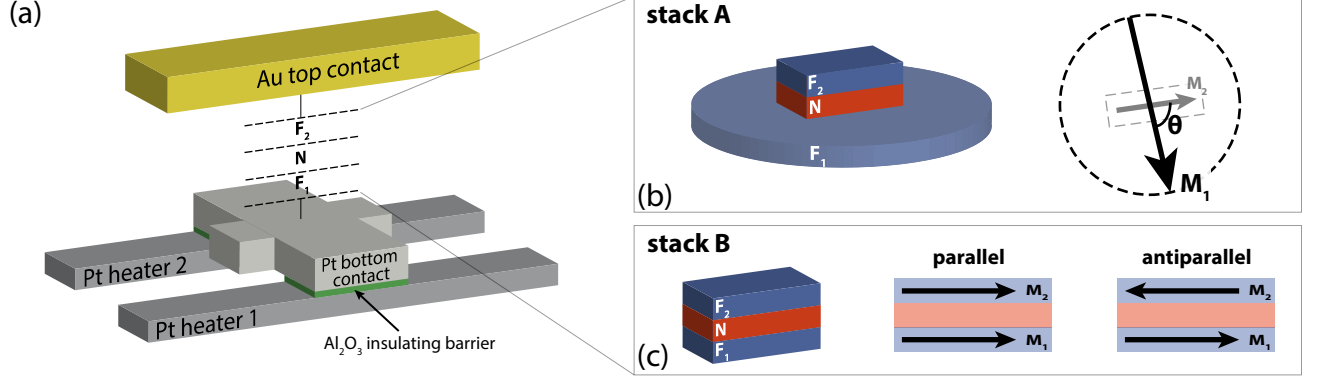 (a)
Au top contact
F₂
N
F₁
Pt bottom
contact
Pt heater 2
Pt heater 1
Al₂O₃ insulating barrier
stack A
F₂
N
F₁
M₂
θ
M₁
(b)
stack B
F₂
N
F₁
parallel
M₂
M₁
antiparallel
M₂
M₁
(c)